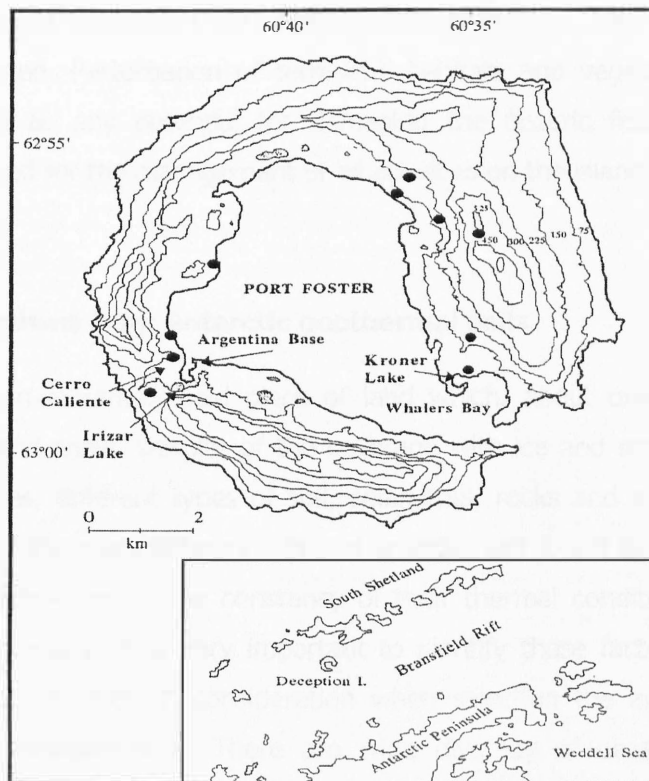 60°40' 60°35'
62°55'
525
450 300 225 150 75
PORT FOSTER
Argentina Base
Kroner
Lake
Cerro
Caliente
Whalers Bay
Irizar
Lake
63°00'
0 2
km
South Shetland
Bransfield Rift
Deception I.
Antarctic Peninsula
Weddell Sea